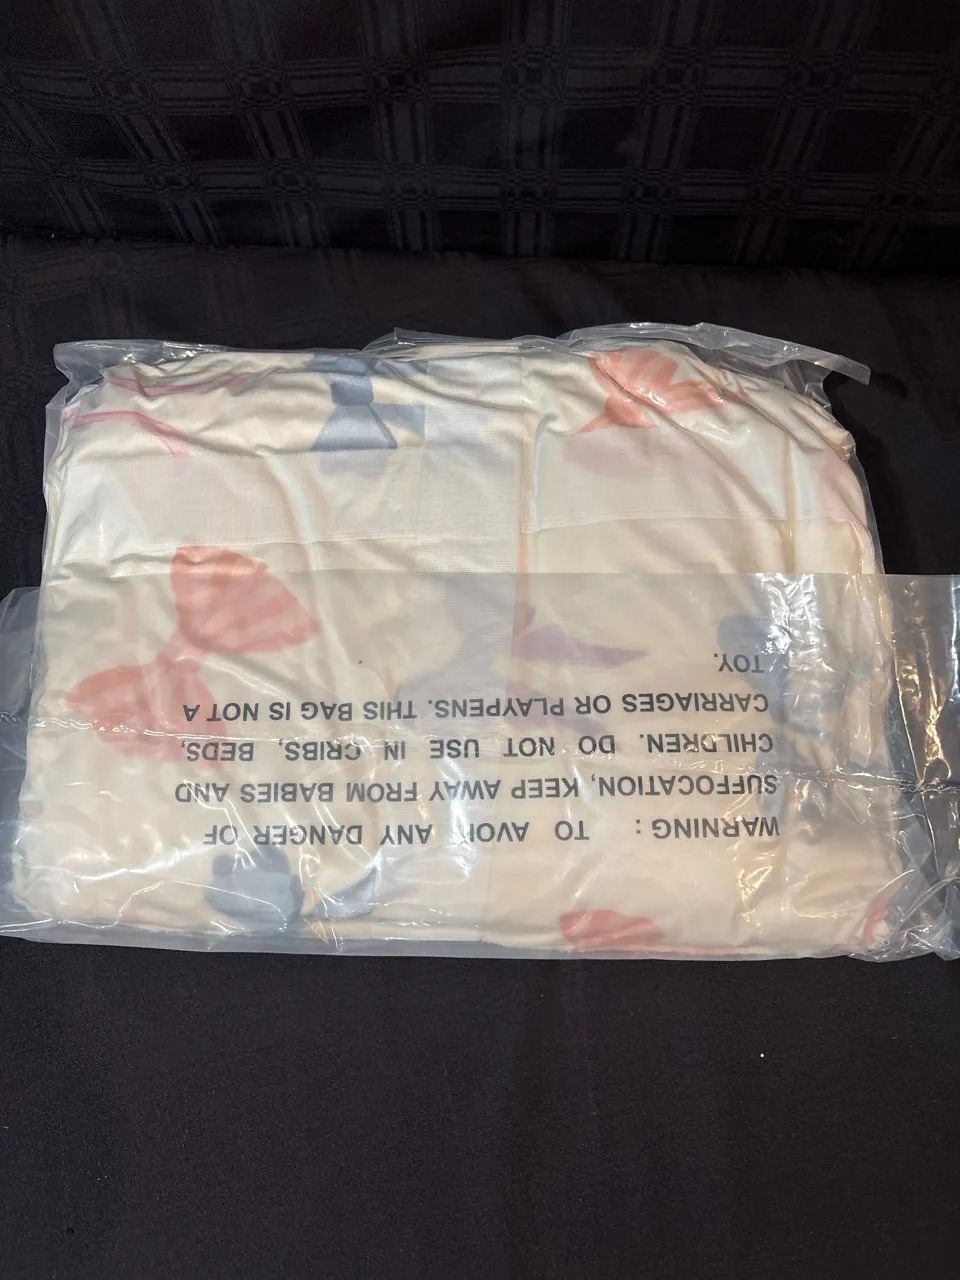 WARNING: TO AVOID ANY DANGER OF
SUFFOCATION, KEEP AWAY FROM BABIES AND
CHILDREN. DO NOT USE IN CRIBS, BEDS,
CARRIAGES OR PLAYPENS. THIS BAG IS NOT A
TOY.